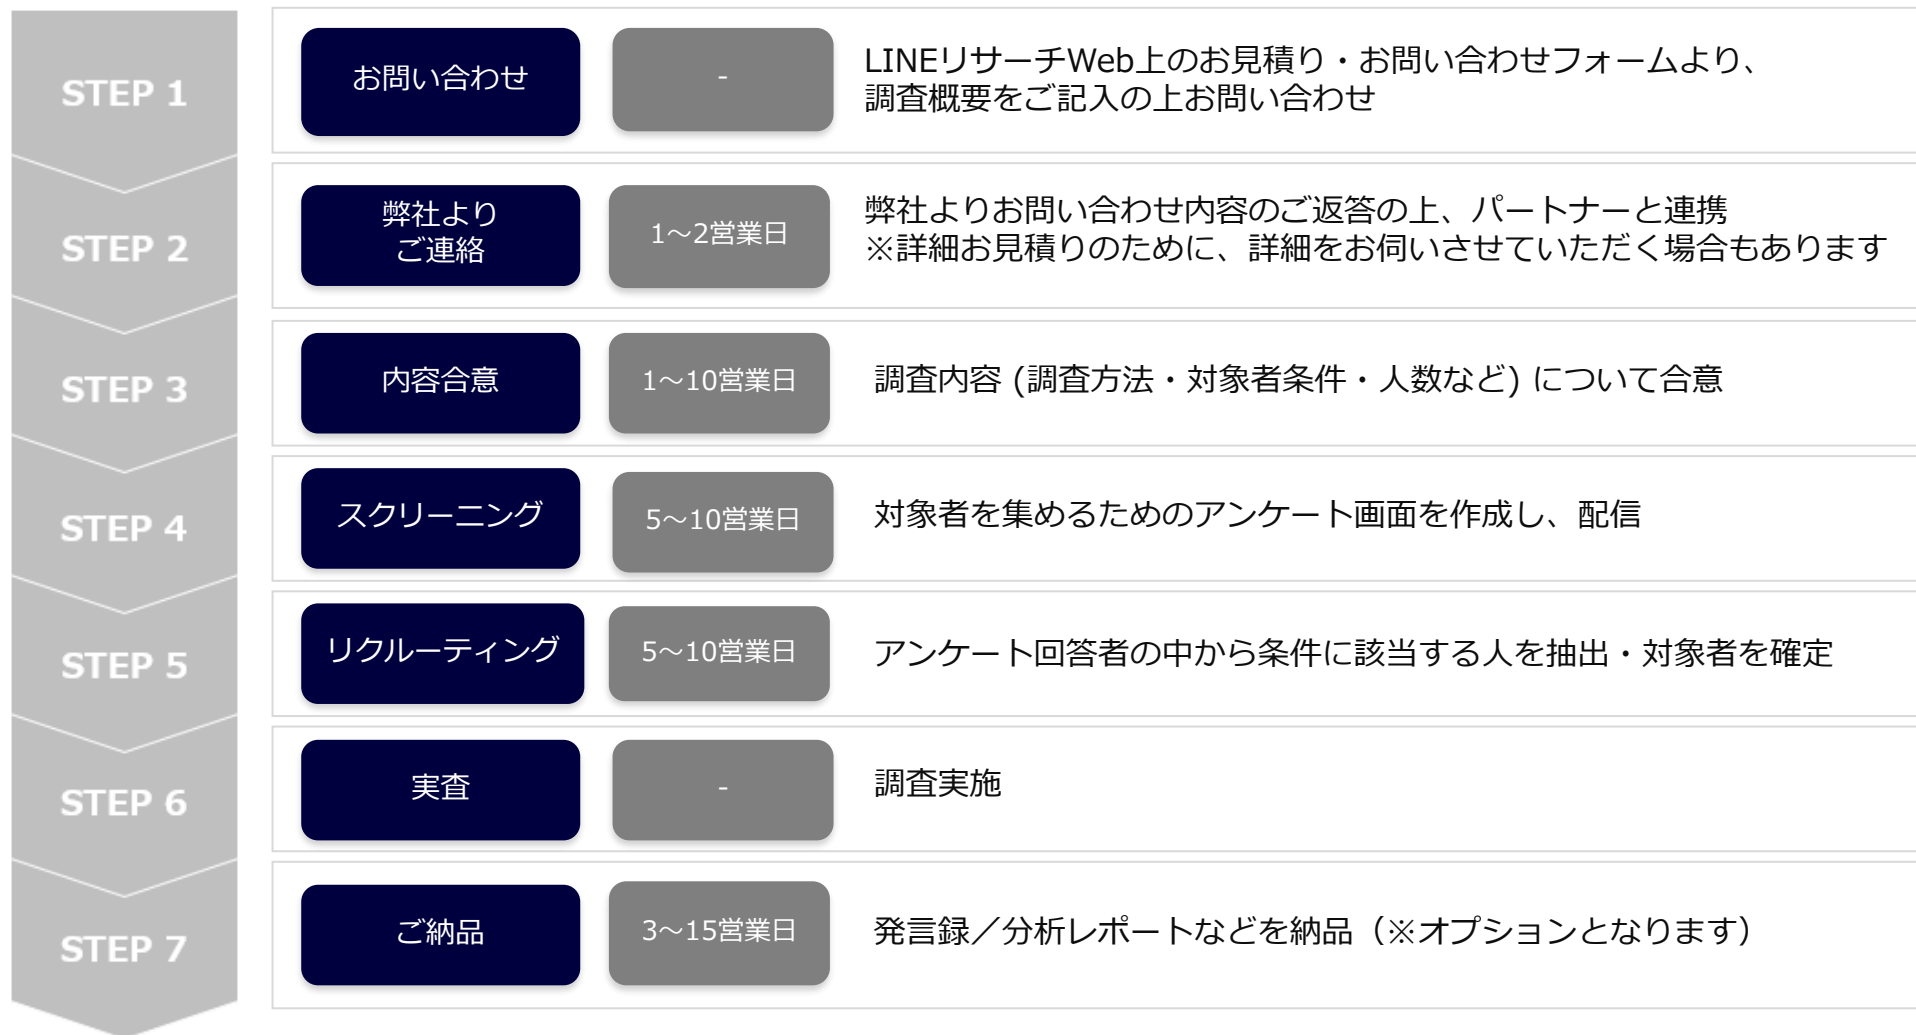 STEP 1
お問い合わせ
-
LINEリサーチWeb上のお見積り・お問い合わせフォームより、
調査概要をご記入の上お問い合わせ
STEP 2
弊社より
ご連絡
1～2営業日
弊社よりお問い合わせ内容のご返答の上、パートナーと連携
※詳細お見積りのために、詳細をお伺いさせていただく場合もあります
STEP 3
内容合意
1～10営業日
調査内容 (調査方法・対象者条件・人数など) について合意
STEP 4
スクリーニング
5～10営業日
対象者を集めるためのアンケート画面を作成し、配信
STEP 5
リクルーティング
5～10営業日
アンケート回答者の中から条件に該当する人を抽出・対象者を確定
STEP 6
実査
-
調査実施
STEP 7
ご納品
3～15営業日
発言録／分析レポートなどを納品（※オプションとなります）